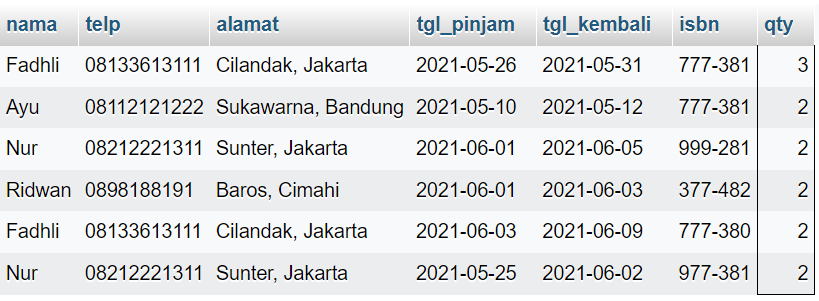 nama telp alamat tgl_pinjam tgl_kembali isbn qty
Fadhli 08133613111 Cilandak, Jakarta 2021-05-26 2021-05-31 777-381 3
Ayu 08112121222 Sukawarna, Bandung 2021-05-10 2021-05-12 777-381 2
Nur 08212221311 Sunter, Jakarta 2021-06-01 2021-06-05 999-281 2
Ridwan 0898188191 Baros, Cimahi 2021-06-01 2021-06-03 377-482 2
Fadhli 08133613111 Cilandak, Jakarta 2021-06-03 2021-06-09 777-380 2
Nur 08212221311 Sunter, Jakarta 2021-05-25 2021-06-02 977-381 2